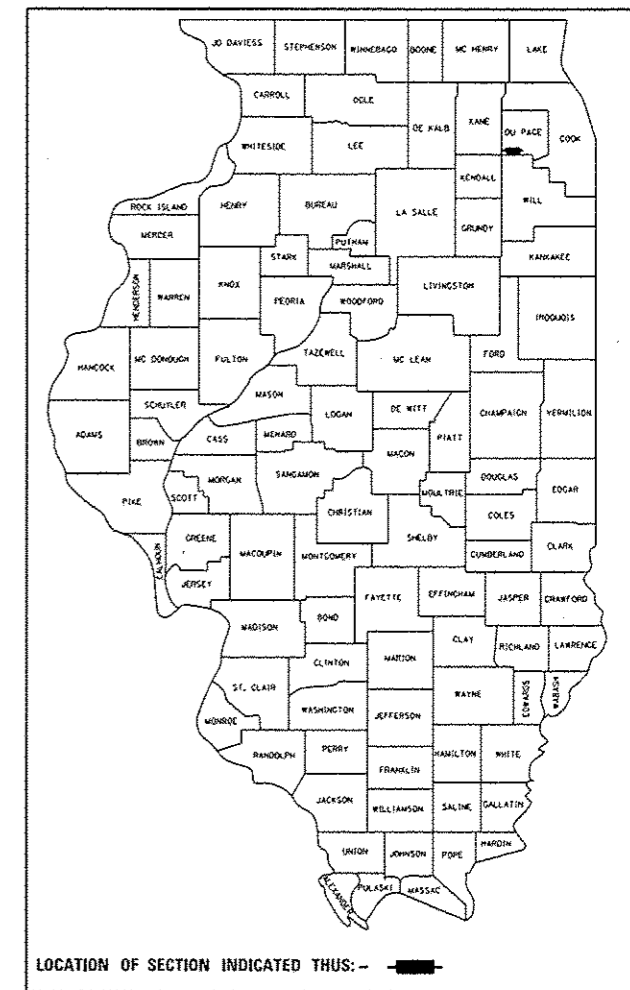 JO DAVIESS STEPHENSON WINNEBAGO BOONE MC HENRY LAKE
CARROLL OGLE DE KALB KANE DU PAGE COOK
WHITESIDE LEE
KENDALL
ROCK ISLAND HENRY BUREAU LA SALLE GRUNDY WILL
MERCER PUTNAM
STARK MARSHALL KANKAKEE
HENDERSON WARREN KNOX PEORIA WOODFORD LIVINGSTON IROQUOIS
HANCOCK MC DONOUGH FULTON TAZEWELL MC LEAN FORD
MASON
SCHUYLER LOGAN DE WITT CHAMPAIGN VERMILION
ADAMS BROWN CASS MENARD MACON PIATT
PIKE SCOTT MORGAN SANGAMON MOULTRIE DOUGLAS EDGAR
CHRISTIAN COLES
CALHOUN GREENE MACOUPIN MONTGOMERY SHELBY CUMBERLAND CLARK
JERSEY FAYETTE EFFINGHAM JASPER CRAWFORD
MADISON BOND
CLAY RICHLAND LAWRENCE
CLINTON MARION
ST. CLAIR WAYNE EDWARDS WABASH
MONROE WASHINGTON JEFFERSON
RANDOLPH PERRY HAMILTON WHITE
FRANKLIN
JACKSON WILLIAMSON SALINE GALLATIN
UNION JOHNSON POPE HARDIN
ALEXANDER PULASKI MASSAC
LOCATION OF SECTION INDICATED THUS: -